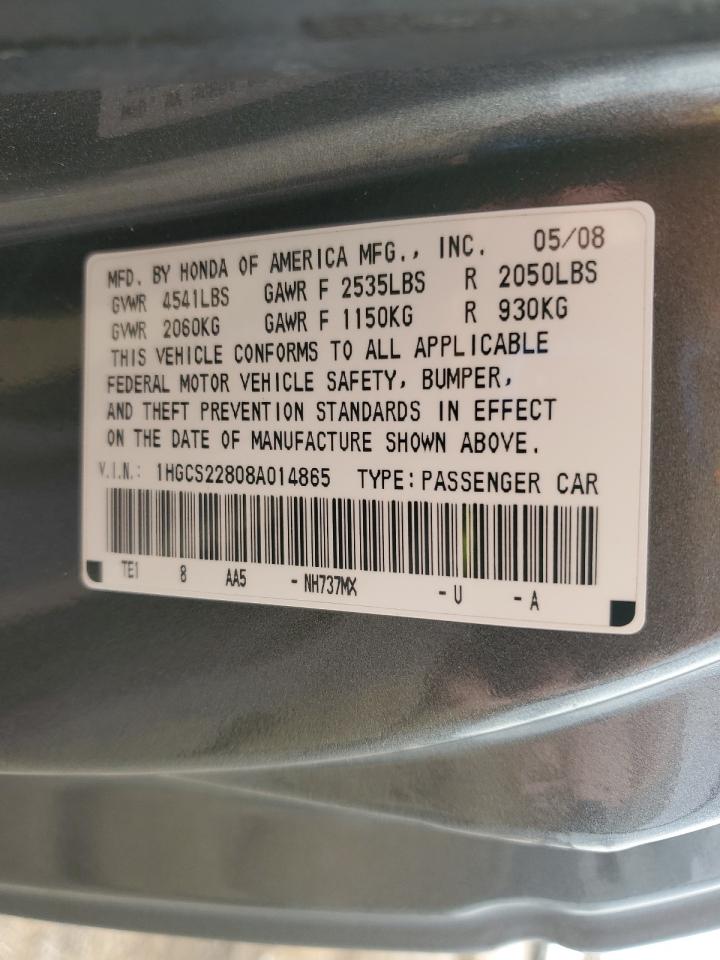 MFD. BY HONDA OF AMERICA MFG., INC. 05/08
GVWR 4541LBS GAWR F 2535LBS R 2050LBS
GVWR 2060KG GAWR F 1150KG R 930KG
THIS VEHICLE CONFORMS TO ALL APPLICABLE
FEDERAL MOTOR VEHICLE SAFETY, BUMPER,
AND THEFT PREVENTION STANDARDS IN EFFECT
ON THE DATE OF MANUFACTURE SHOWN ABOVE.
V.I.N.: 1HGCS22808A014865 TYPE:PASSENGER CAR
TE1 8 AA5 -NH737MX -U -A